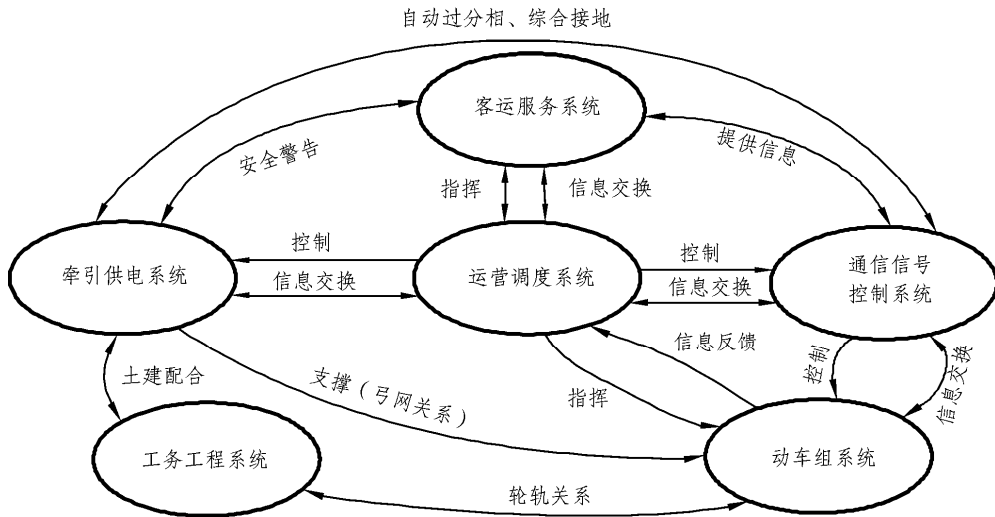 自动过分相、综合接地
客运服务系统
安全警告
提供信息
指挥
信息交换
牵引供电系统
控制
信息交换
运营调度系统
控制
信息交换
通信信号
控制系统
信息反馈
控制
信息交换
土建配合
支撑（弓网关系）
指挥
工务工程系统
动车组系统
轮轨关系